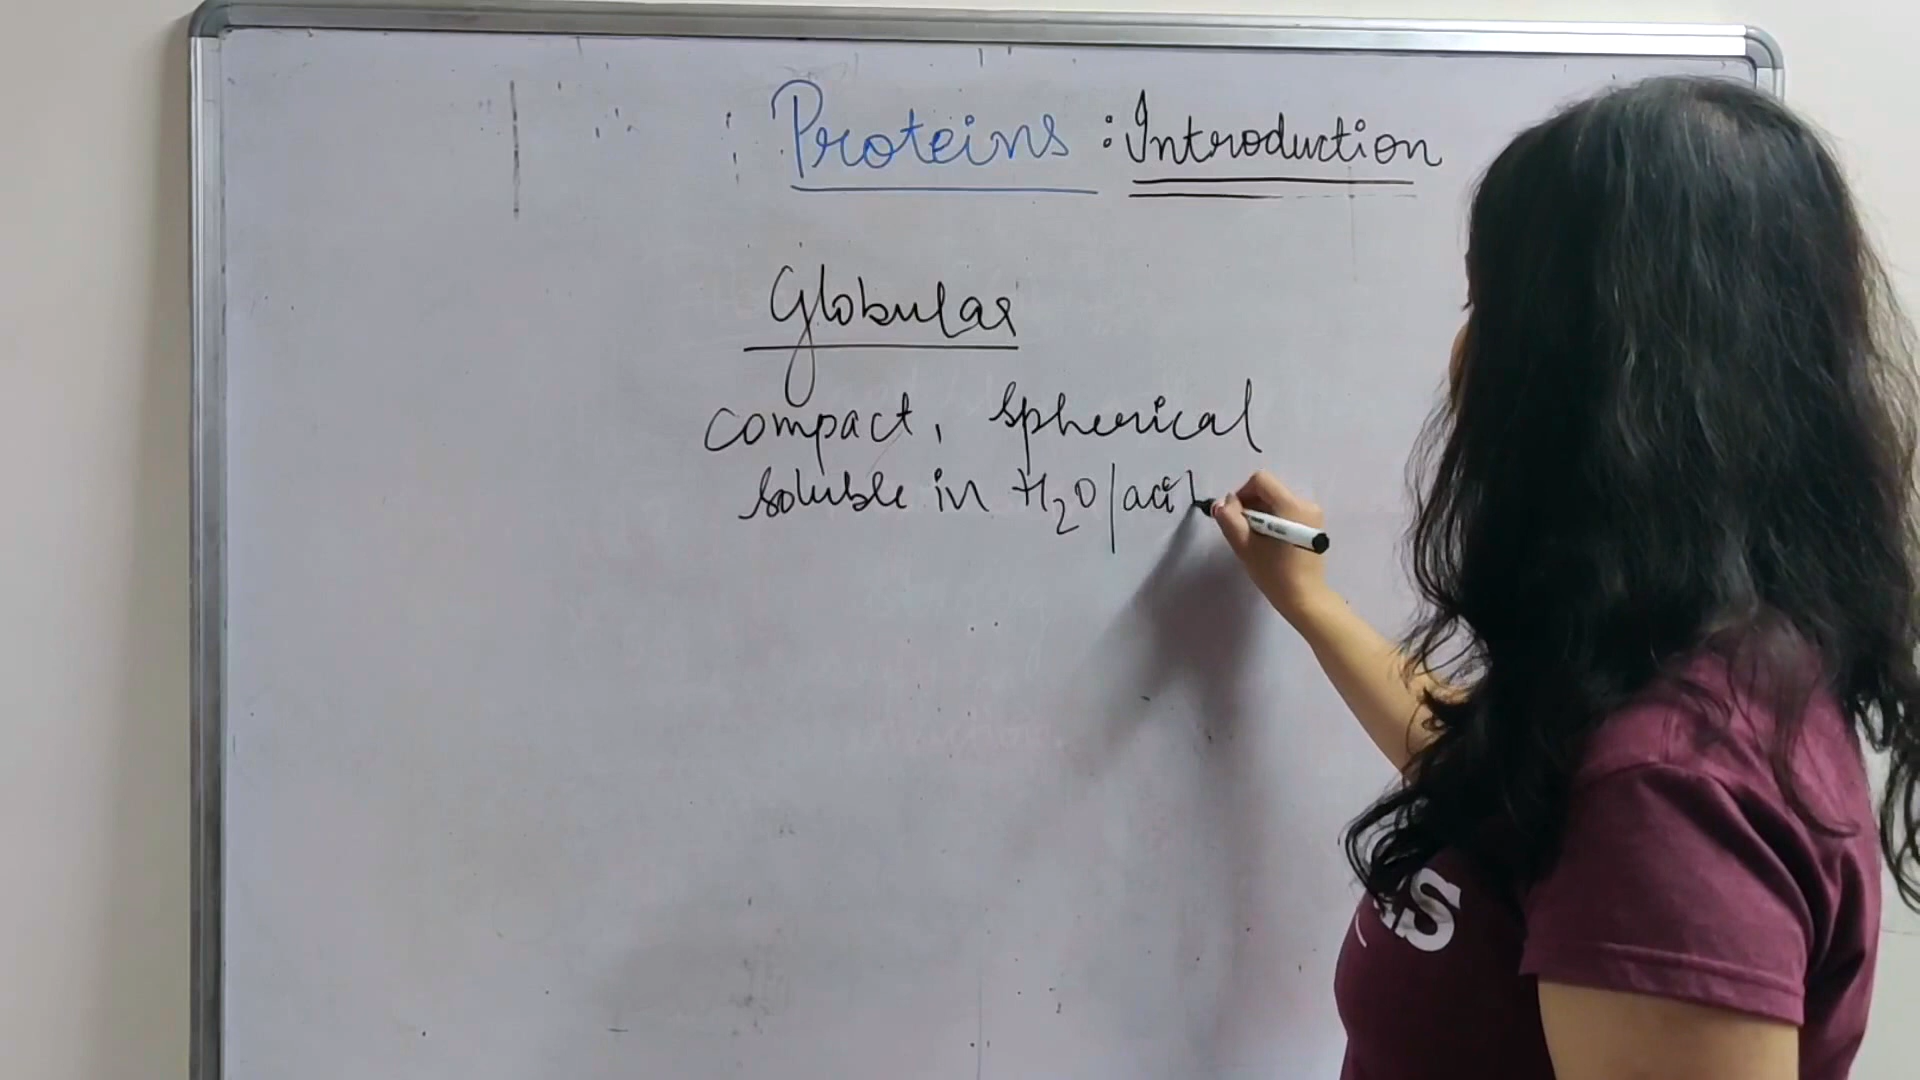 Proteins : Introduction
Globular
compact, spherical
soluble in H₂O/aci